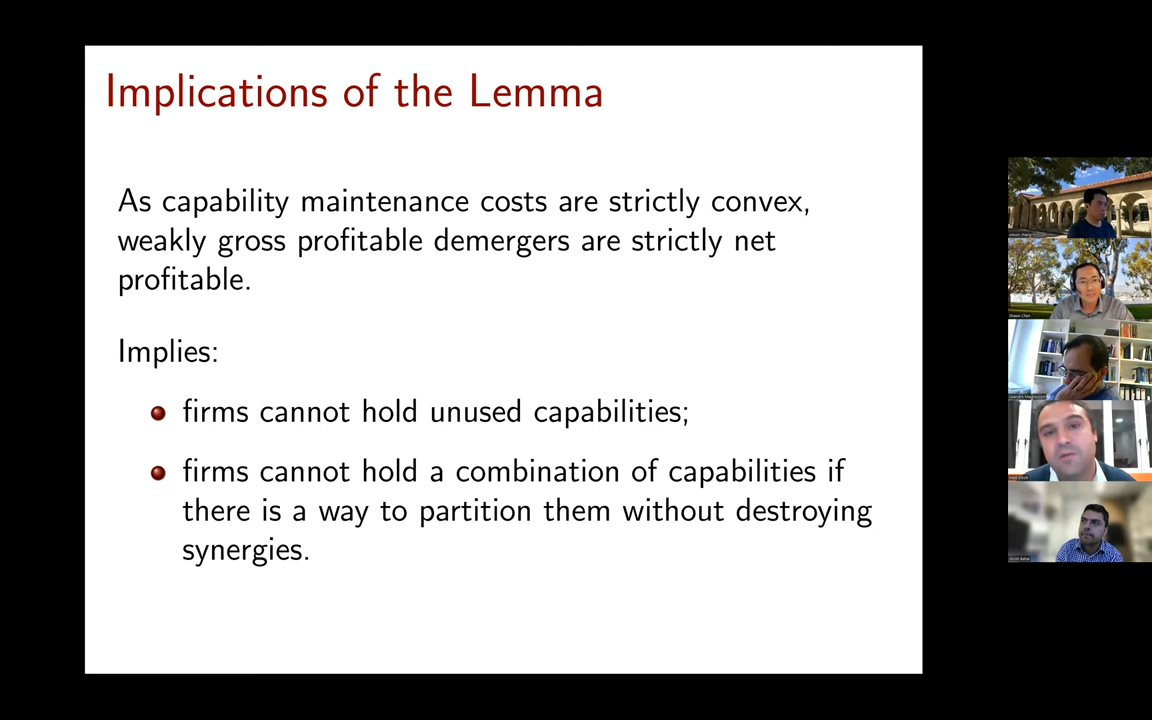 Implications of the Lemma
As capability maintenance costs are strictly convex,
weakly gross profitable demergers are strictly net
profitable.
Implies:
firms cannot hold unused capabilities;
firms cannot hold a combination of capabilities if
there is a way to partition them without destroying
synergies.
Shawn Chen